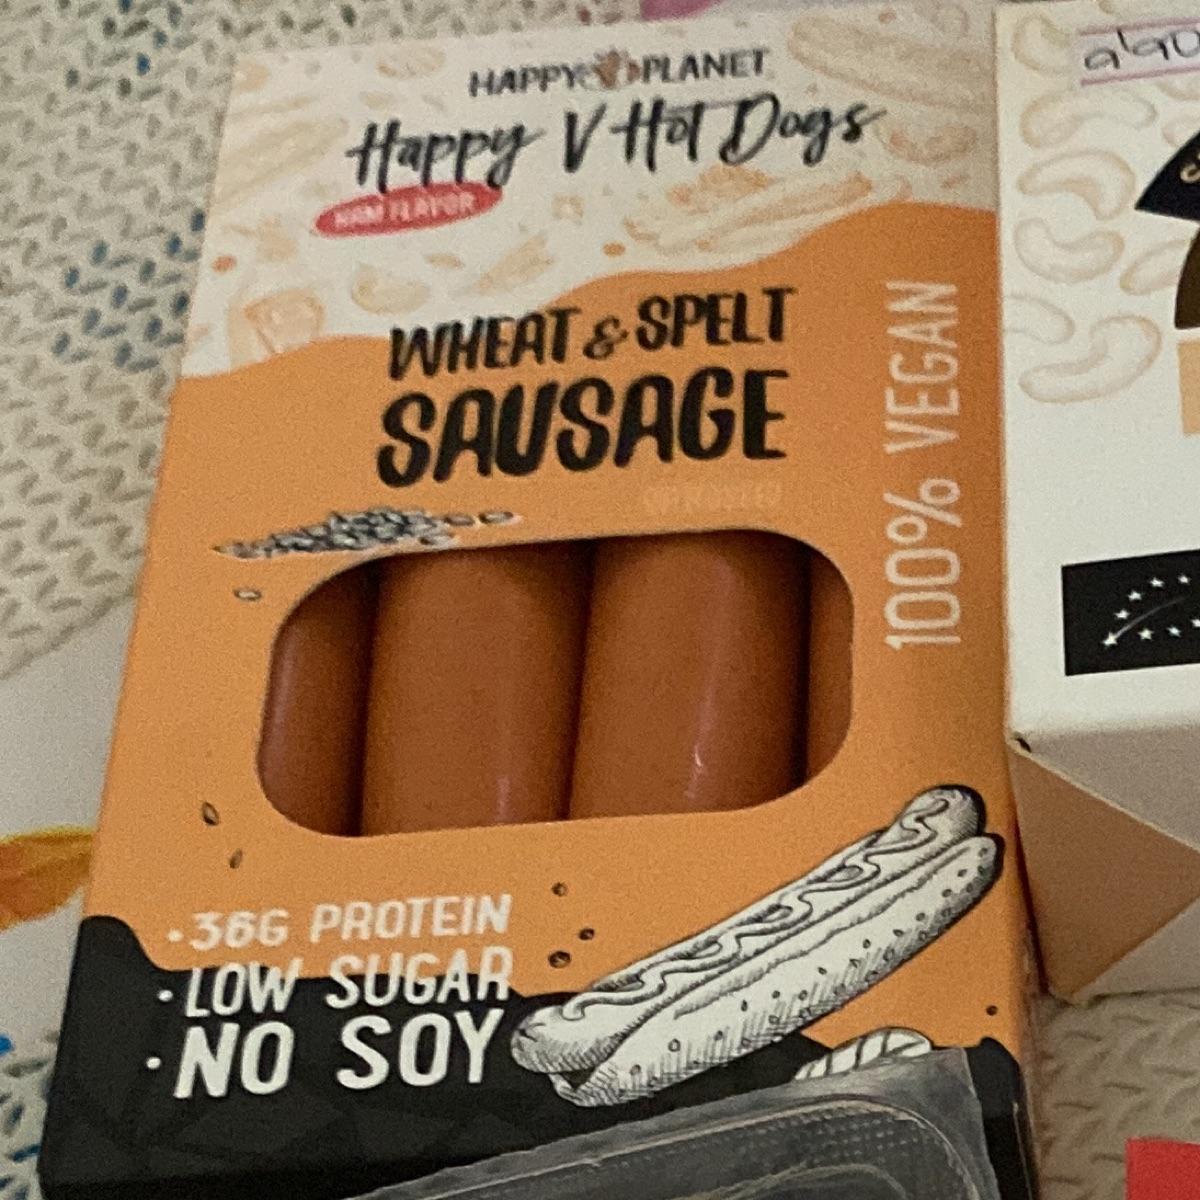 HAPPY PLANET
Happy V Hot Dogs
HAM FLAVOR
WHEAT & SPELT
SAUSAGE
100% VEGAN
·36G PROTEIN
·LOW SUGAR
·NO SOY